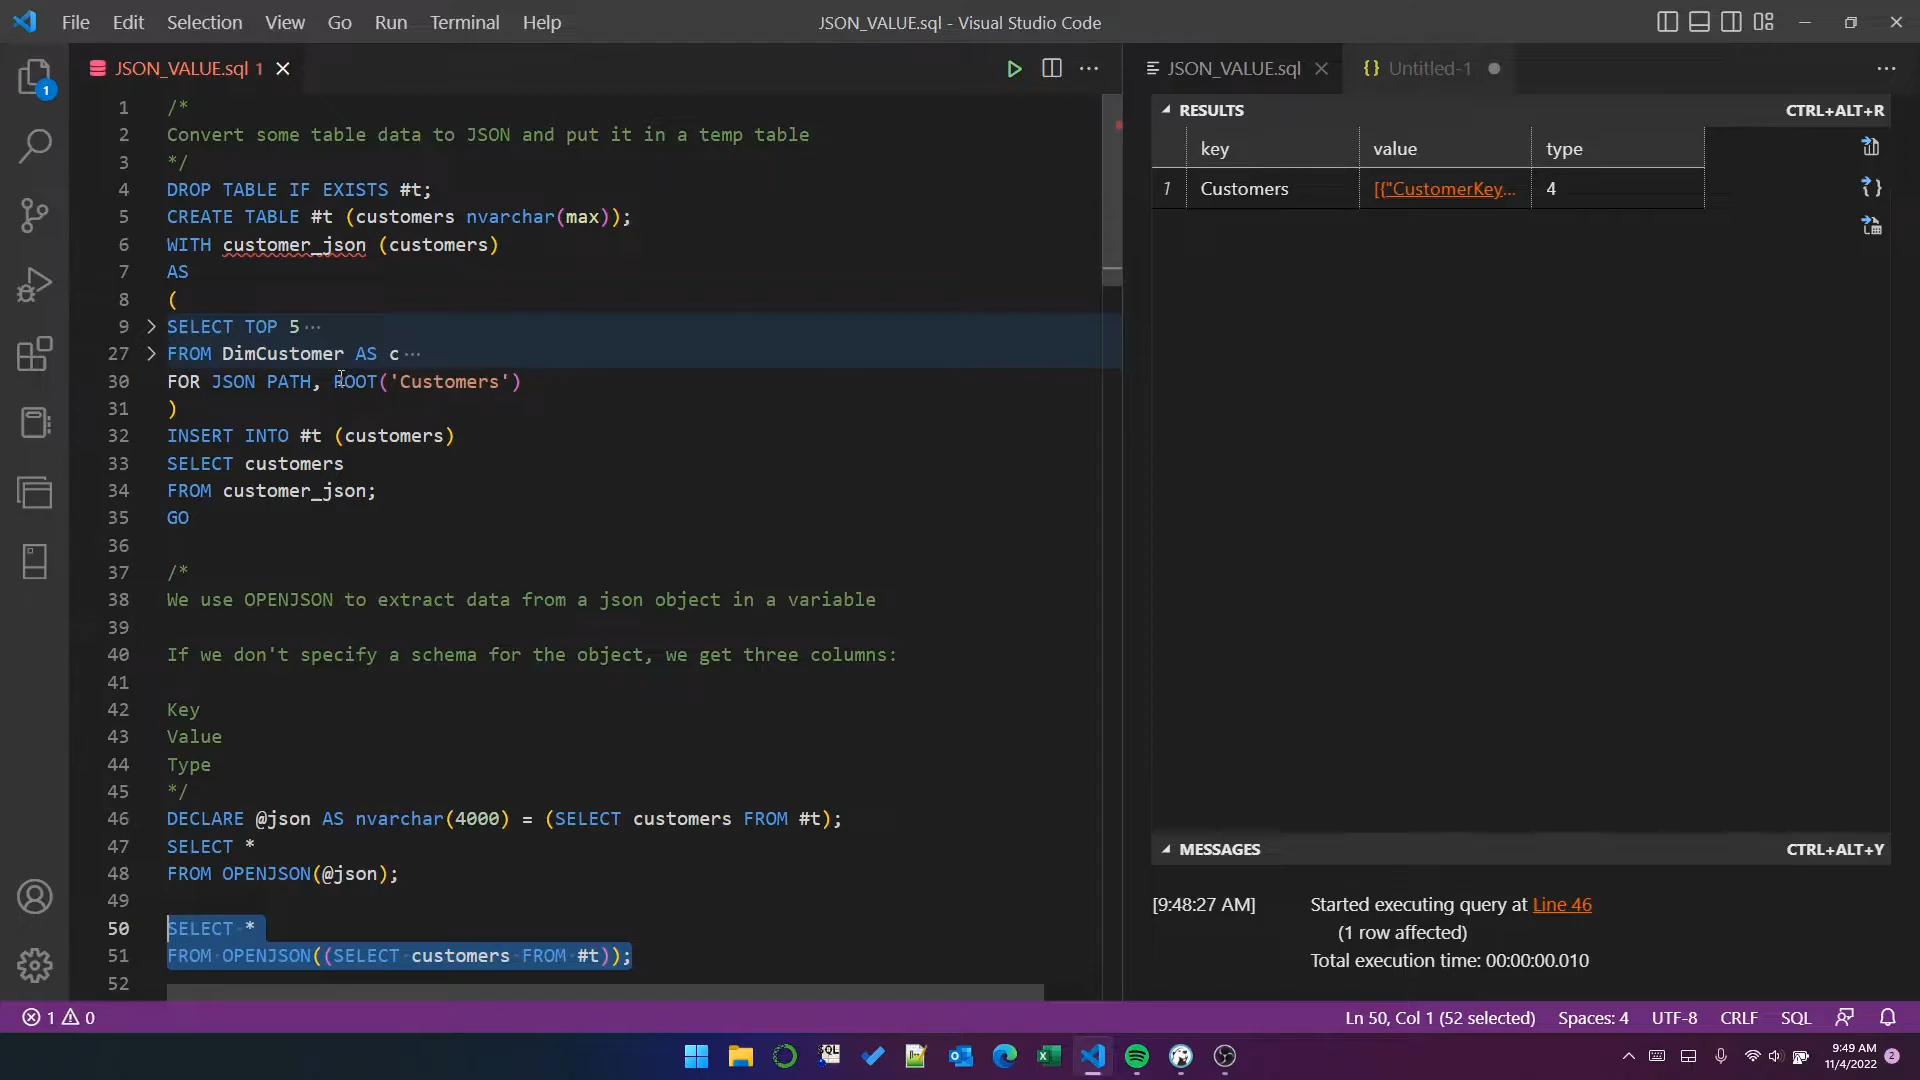 File Edit Selection View Go Run Terminal Help
JSON_VALUE.sql - Visual Studio Code
JSON_VALUE.sql 1
1 /*
2 Convert some table data to JSON and put it in a temp table
3 */
4 DROP TABLE IF EXISTS #t;
5 CREATE TABLE #t (customers nvarchar(max));
6 WITH customer_json (customers)
7 AS
8 (
9 SELECT TOP 5 ···
27 FROM DimCustomer AS c ···
30 FOR JSON PATH, ROOT('Customers')
31 )
32 INSERT INTO #t (customers)
33 SELECT customers
34 FROM customer_json;
35 GO
36
37 /*
38 We use OPENJSON to extract data from a json object in a variable
39
40 If we don't specify a schema for the object, we get three columns:
41
42 Key
43 Value
44 Type
45 */
46 DECLARE @json AS nvarchar(4000) = (SELECT customers FROM #t);
47 SELECT *
48 FROM OPENJSON(@json);
49
50 SELECT *
51 FROM OPENJSON((SELECT customers FROM #t));
52
1
JSON_VALUE.sql
{} Untitled-1
RESULTS CTRL+ALT+R
key value type
1 Customers [{"CustomerKey... 4
MESSAGES CTRL+ALT+Y
[9:48:27 AM] Started executing query at Line 46
(1 row affected)
Total execution time: 00:00:00.010
1 0
Ln 50, Col 1 (52 selected) Spaces: 4 UTF-8 CRLF SQL
SQL
9:49 AM
11/4/2022
2